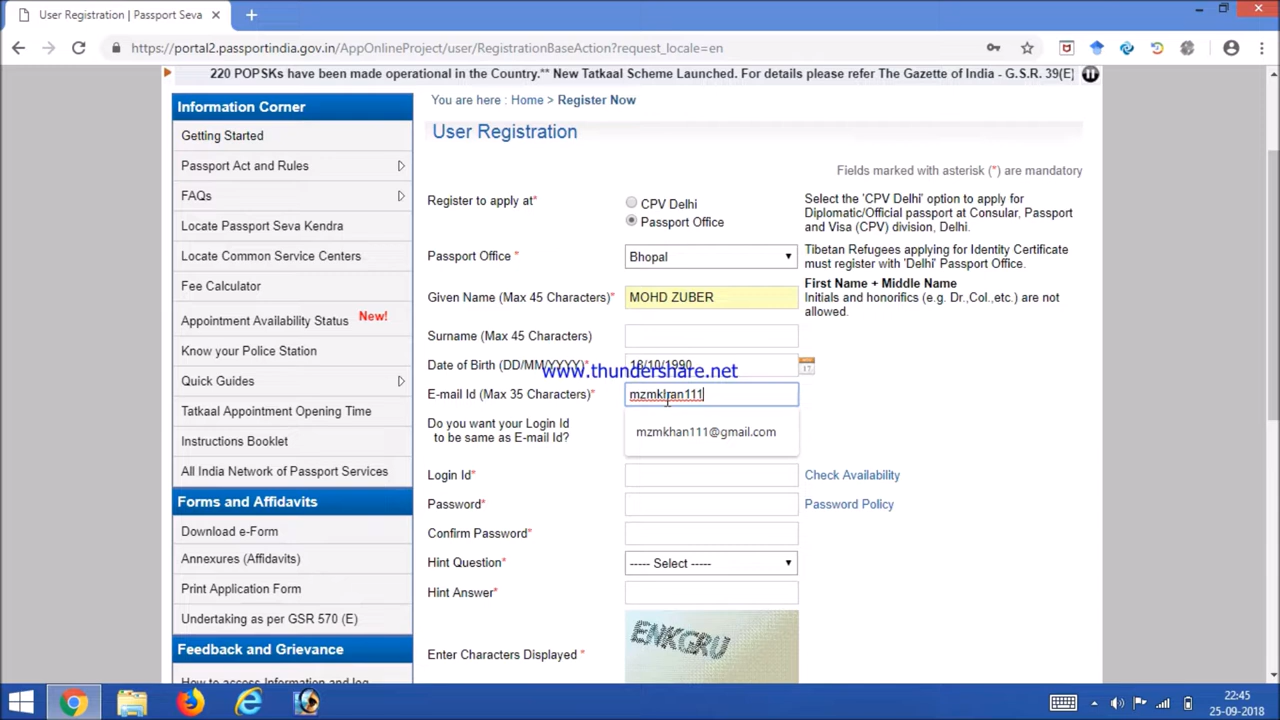 User Registration | Passport Seva
https://portal2.passportindia.gov.in/AppOnlineProject/user/RegistrationBaseAction?request_locale=en
220 POPSKs have been made operational in the Country.** New Tatkaal Scheme Launched. For details please refer The Gazette of India - G.S.R. 39(E)
Information Corner
Getting Started
Passport Act and Rules
FAQs
Locate Passport Seva Kendra
Locate Common Service Centers
Fee Calculator
Appointment Availability Status New!
Know your Police Station
Quick Guides
Tatkaal Appointment Opening Time
Instructions Booklet
All India Network of Passport Services
Forms and Affidavits
Download e-Form
Annexures (Affidavits)
Print Application Form
Undertaking as per GSR 570 (E)
Feedback and Grievance
How to access Information and log
You are here : Home > Register Now
User Registration
Fields marked with asterisk (*) are mandatory
Register to apply at*
CPV Delhi
Passport Office
Select the 'CPV Delhi' option to apply for
Diplomatic/Official passport at Consular, Passport
and Visa (CPV) division, Delhi.
Passport Office *
Bhopal
Tibetan Refugees applying for Identity Certificate
must register with 'Delhi' Passport Office.
Given Name (Max 45 Characters)*
MOHD ZUBER
First Name + Middle Name
Initials and honorifics (e.g. Dr.,Col.,etc.) are not
allowed.
Surname (Max 45 Characters)
Date of Birth (DD/MM/YYYY)*
18/10/1990
17
www.thundershare.net
E-mail Id (Max 35 Characters)*
mzmkhan111
mzmkhan111@gmail.com
Do you want your Login Id
to be same as E-mail Id?
Login Id*
Check Availability
Password*
Password Policy
Confirm Password*
Hint Question*
----- Select -----
Hint Answer*
ENKGRU
Enter Characters Displayed *
22:45
25-09-2018